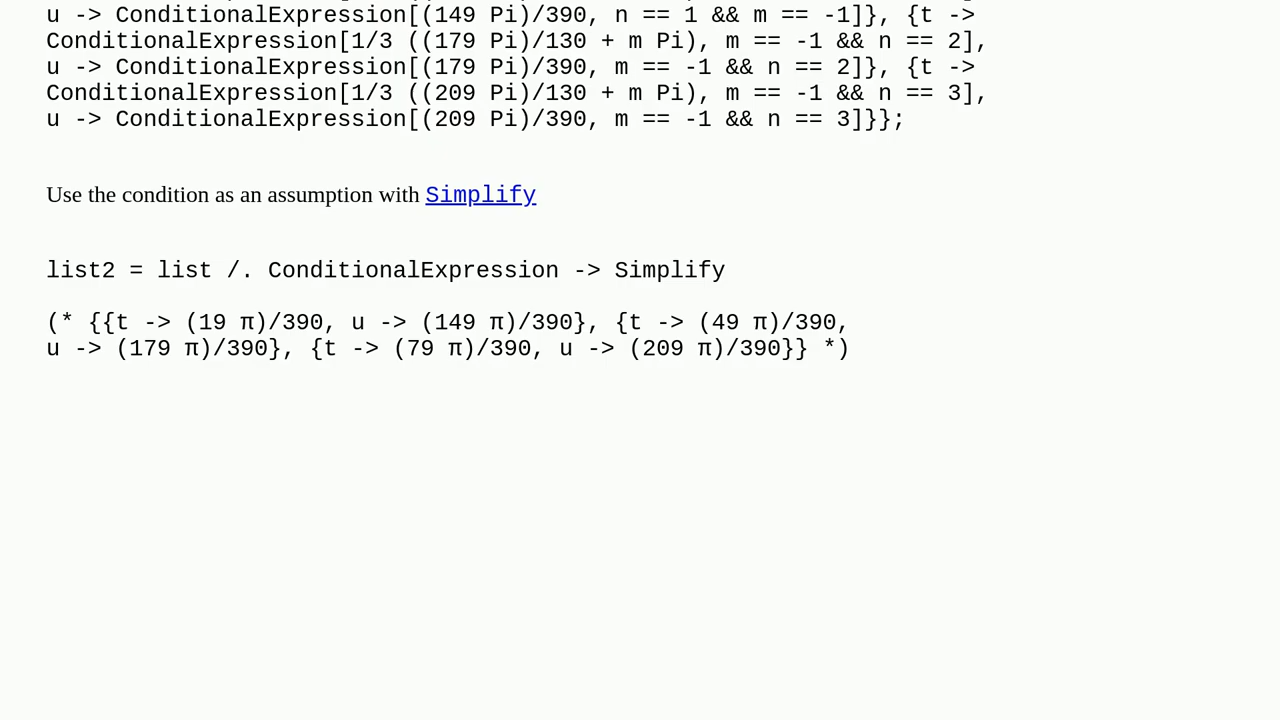 u -> ConditionalExpression[(149 Pi)/390, n == 1 && m == -1]}, {t ->
ConditionalExpression[1/3 ((179 Pi)/130 + m Pi), m == -1 && n == 2],
u -> ConditionalExpression[(179 Pi)/390, m == -1 && n == 2]}, {t ->
ConditionalExpression[1/3 ((209 Pi)/130 + m Pi), m == -1 && n == 3],
u -> ConditionalExpression[(209 Pi)/390, m == -1 && n == 3]}};
Use the condition as an assumption with Simplify
list2 = list /. ConditionalExpression -> Simplify
(* {{t -> (19 π)/390, u -> (149 π)/390}, {t -> (49 π)/390,
u -> (179 π)/390}, {t -> (79 π)/390, u -> (209 π)/390}} *)